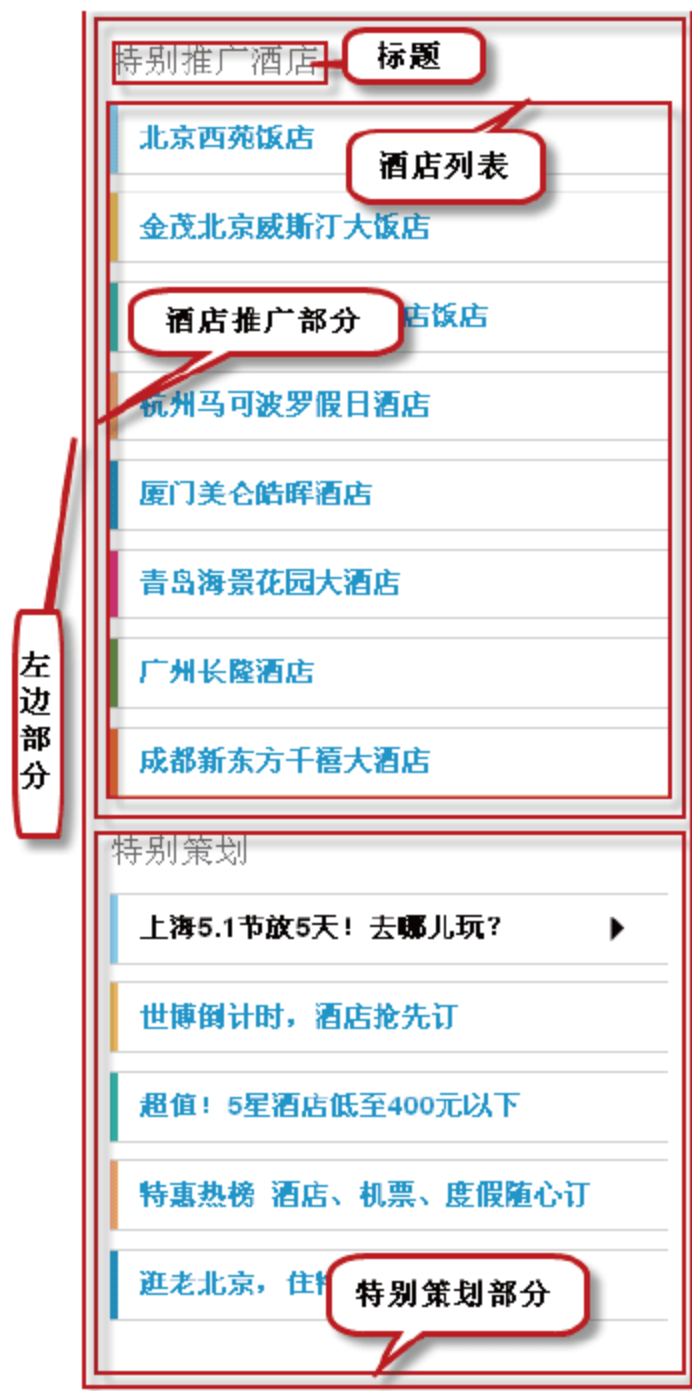 特别推广酒店
标题
北京西苑饭店
酒店列表
金茂北京威斯汀大饭店
酒店推广部分
店饭店
杭州马可波罗假日酒店
厦门美仑皓晖酒店
青岛海景花园大酒店
广州长隆酒店
左边部分
成都新东方千禧大酒店
特别策划
上海5.1节放5天！去哪儿玩？
世博倒计时，酒店抢先订
超值！5星酒店低至400元以下
特惠热榜 酒店、机票、度假随心订
逛老北京，住
特别策划部分